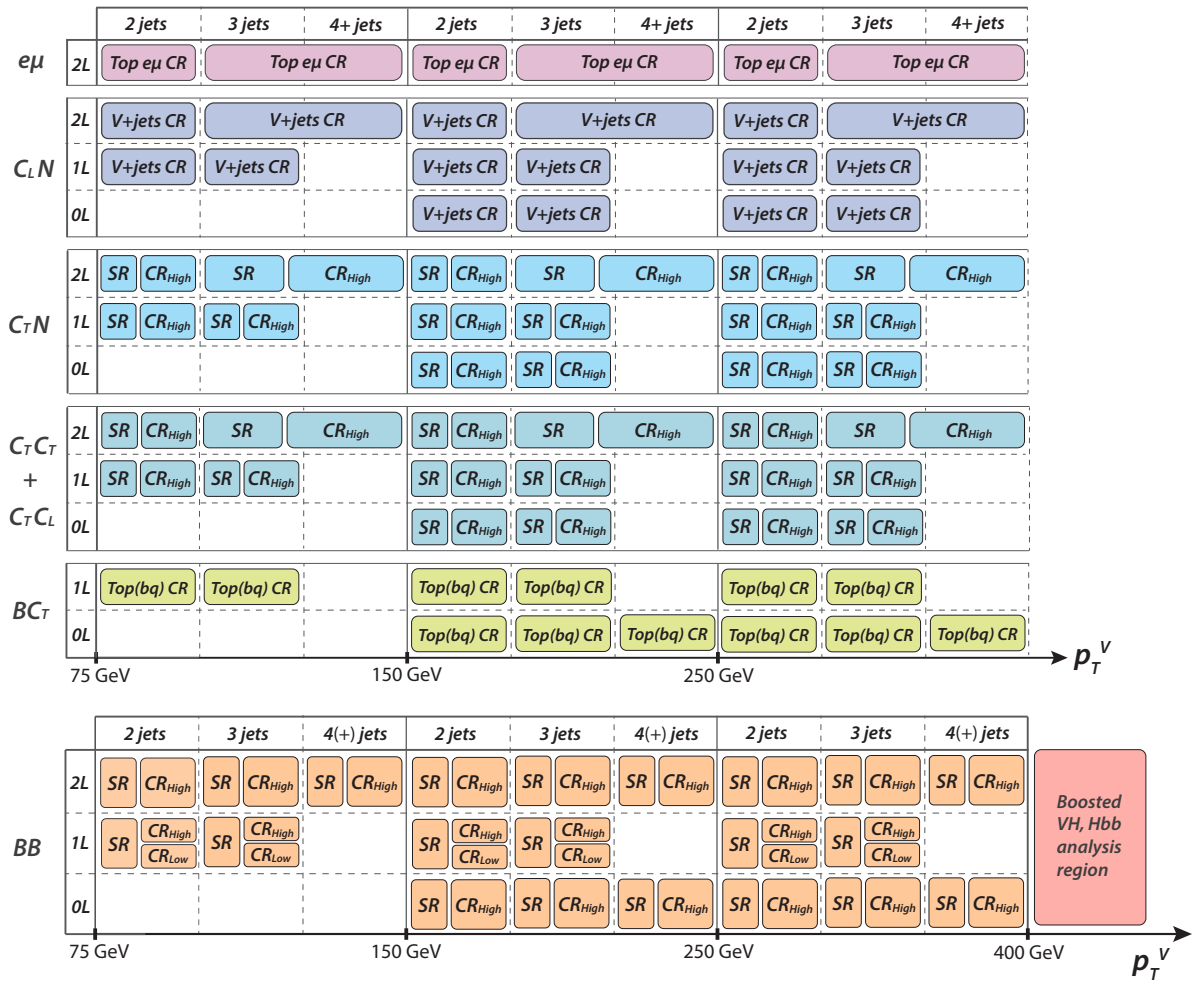 2 jets 3 jets 4+ jets 2 jets 3 jets 4+ jets 2 jets 3 jets 4+ jets
eμ 2L Top eμ CR Top eμ CR Top eμ CR Top eμ CR Top eμ CR Top eμ CR
2L V+jets CR V+jets CR V+jets CR V+jets CR V+jets CR V+jets CR
CLN 1L V+jets CR V+jets CR V+jets CR V+jets CR V+jets CR V+jets CR
0L V+jets CR V+jets CR V+jets CR V+jets CR
2L SR CRHigh SR CRHigh SR CRHigh SR CRHigh SR CRHigh SR CRHigh
CTN 1L SR CRHigh SR CRHigh SR CRHigh SR CRHigh SR CRHigh SR CRHigh
0L SR CRHigh SR CRHigh SR CRHigh SR CRHigh
CTCT 2L SR CRHigh SR CRHigh SR CRHigh SR CRHigh SR CRHigh SR CRHigh
+ 1L SR CRHigh SR CRHigh SR CRHigh SR CRHigh SR CRHigh SR CRHigh
CTCL 0L SR CRHigh SR CRHigh SR CRHigh SR CRHigh
1L Top(bq) CR Top(bq) CR Top(bq) CR Top(bq) CR Top(bq) CR Top(bq) CR
BCT 0L Top(bq) CR Top(bq) CR Top(bq) CR Top(bq) CR Top(bq) CR Top(bq) CR
75 GeV 150 GeV 250 GeV pTV
2 jets 3 jets 4(+) jets 2 jets 3 jets 4(+) jets 2 jets 3 jets 4(+) jets
2L SR CRHigh SR CRHigh SR CRHigh SR CRHigh SR CRHigh SR CRHigh SR CRHigh SR CRHigh SR CRHigh
BB 1L SR CRHigh CRLow SR CRHigh CRLow SR CRHigh CRLow SR CRHigh CRLow SR CRHigh CRLow SR CRHigh CRLow
0L SR CRHigh SR CRHigh SR CRHigh SR CRHigh SR CRHigh SR CRHigh
Boosted
VH, Hbb
analysis
region
75 GeV 150 GeV 250 GeV 400 GeV pTV